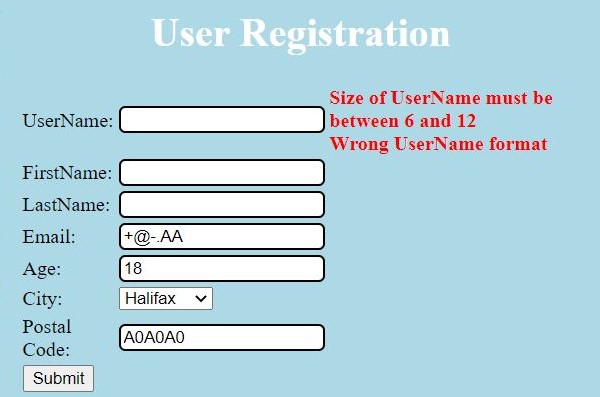 User Registration
Size of UserName must be
UserName:
between 6 and 12
Wrong UserName format
FirstName:
LastName:
Email: +@-.AA
Age: 18
City: Halifax
Postal
Code: A0A0A0
Submit